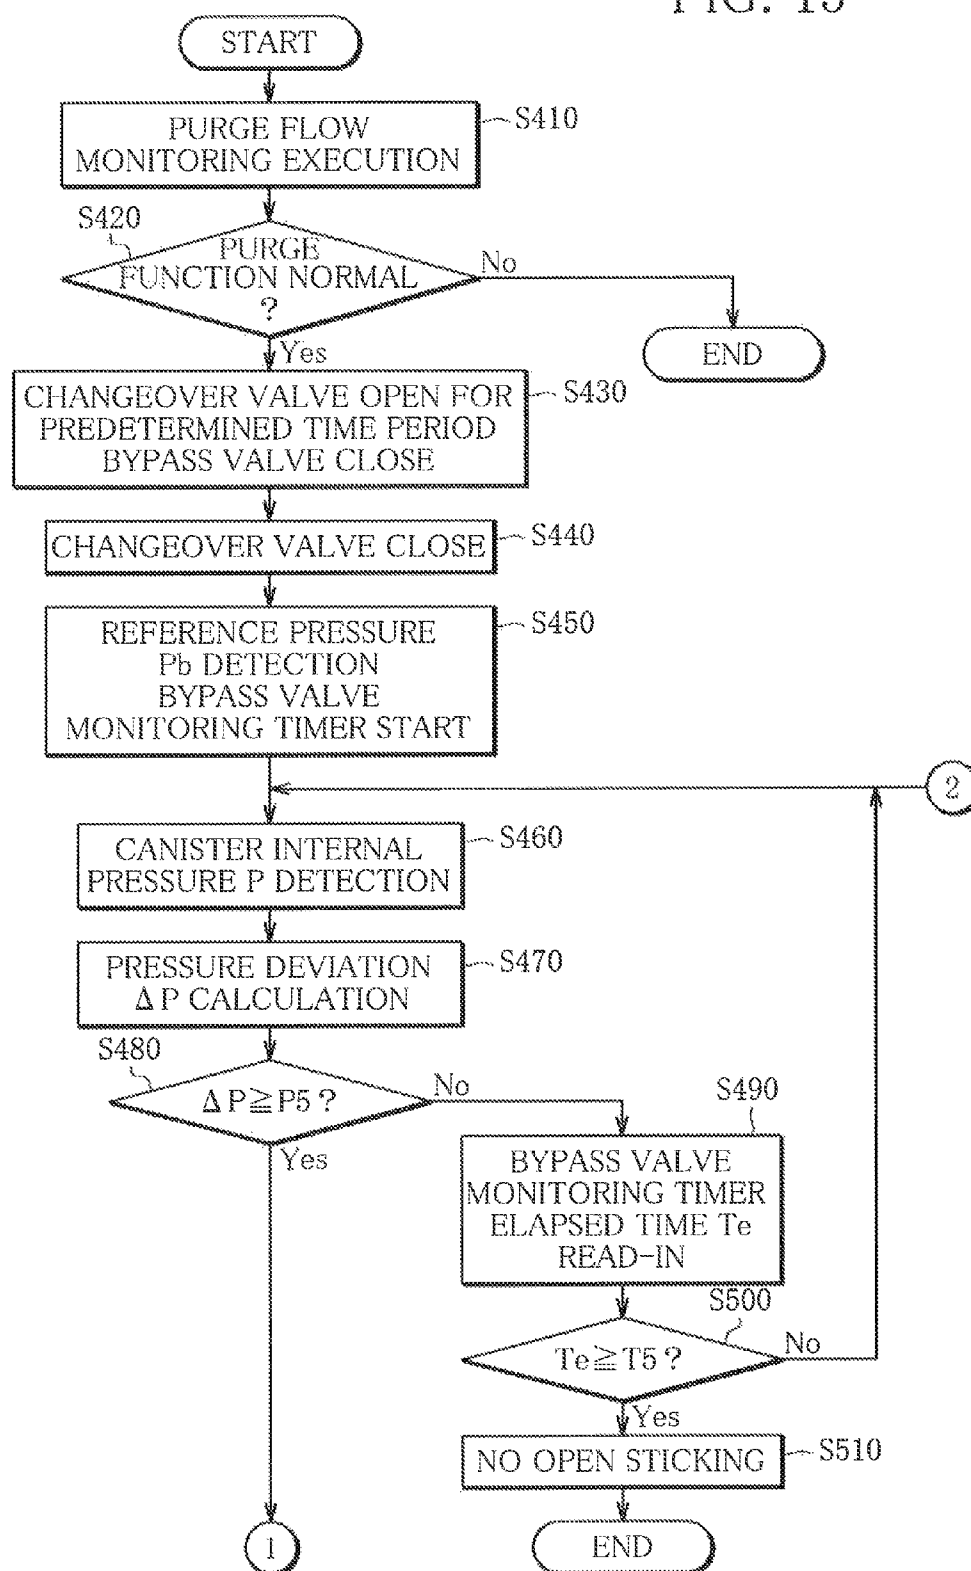 START
PURGE FLOW
MONITORING EXECUTION
S410
S420
PURGE
FUNCTION NORMAL
?
No
END
Yes
CHANGEOVER VALVE OPEN FOR
PREDETERMINED TIME PERIOD
BYPASS VALVE CLOSE
S430
CHANGEOVER VALVE CLOSE
S440
REFERENCE PRESSURE
Pb DETECTION
BYPASS VALVE
MONITORING TIMER START
S450
2
CANISTER INTERNAL
PRESSURE P DETECTION
S460
PRESSURE DEVIATION
ΔP CALCULATION
S470
S480
ΔP≧P5?
No
Yes
S490
BYPASS VALVE
MONITORING TIMER
ELAPSED TIME Te
READ-IN
S500
Te≧T5?
No
Yes
NO OPEN STICKING
S510
1
END